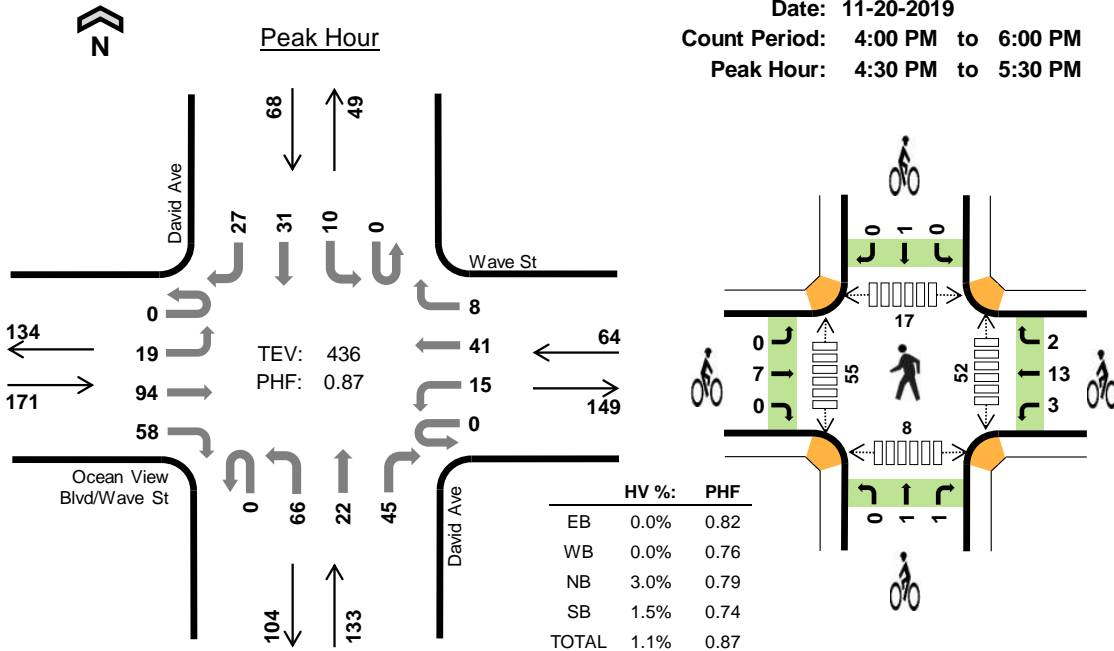 N
Peak Hour
Date: 11-20-2019
Count Period: 4:00 PM to 6:00 PM
Peak Hour: 4:30 PM to 5:30 PM
68
49
David Ave
27
31
10
0
Wave St
0
19
94
58
134
171
TEV: 436
PHF: 0.87
8
41
15
0
64
149
Ocean View
Blvd/Wave St
0
66
22
45
David Ave
104
133
0
1
0
17
0
7
0
55
52
2
13
3
8
0
1
1
HV %: PHF
EB 0.0% 0.82
WB 0.0% 0.76
NB 3.0% 0.79
SB 1.5% 0.74
TOTAL 1.1% 0.87